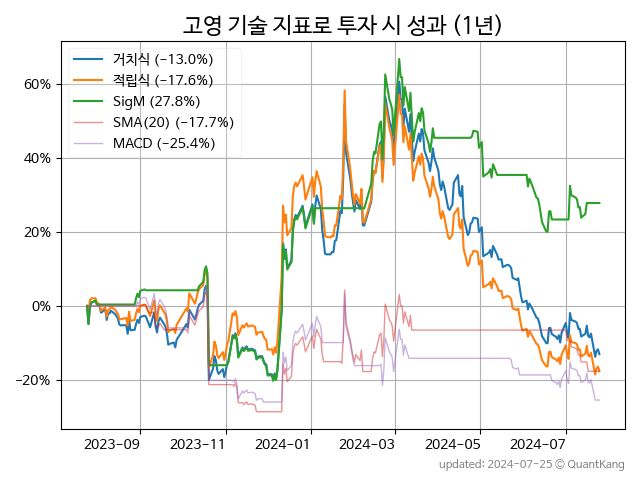 고영 기술 지표로 투자 시 성과 (1년)
거치식 (−13.0%)
적립식 (−17.6%)
SigM (27.8%)
SMA(20) (−17.7%)
MACD (−25.4%)
60%
40%
20%
0%
−20%
2023-09 2023-11 2024-01 2024-03 2024-05 2024-07
updated: 2024-07-25 © QuantKang